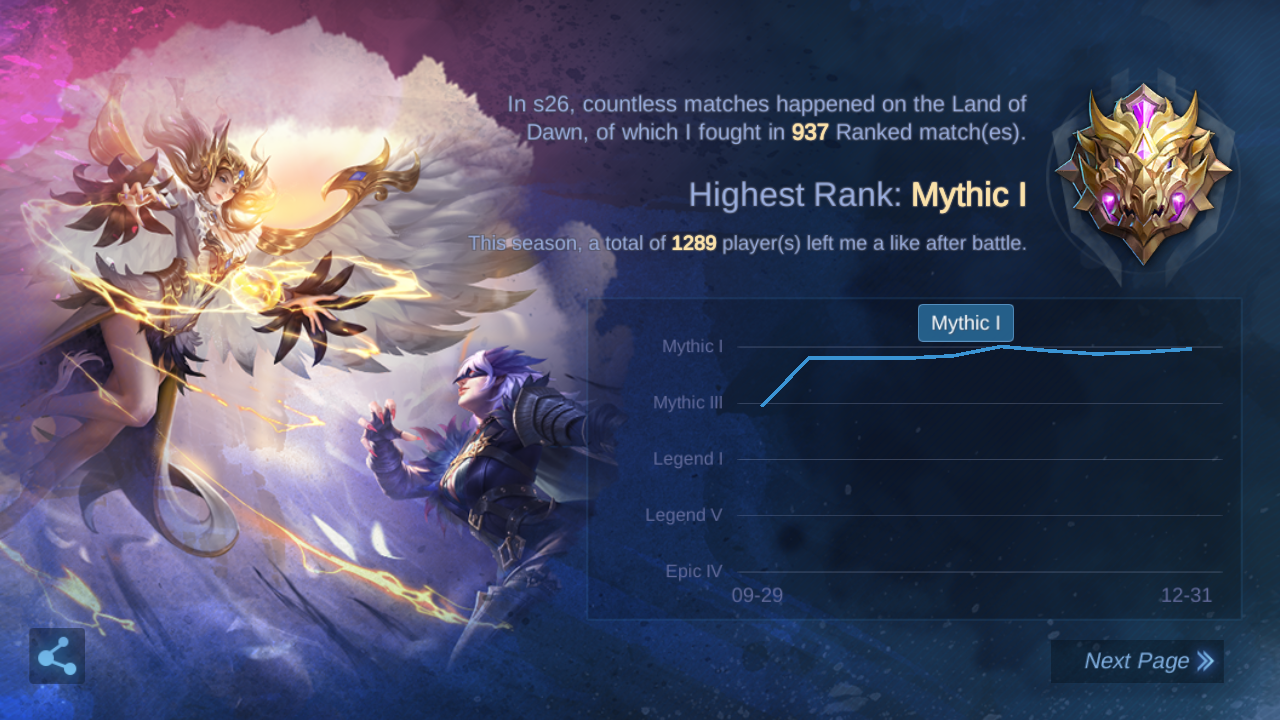 In s26, countless matches happened on the Land of
Dawn, of which I fought in 937 Ranked match(es).
Highest Rank: Mythic I
This season, a total of 1289 player(s) left me a like after battle.
Mythic I
Mythic I
Mythic III
Legend I
Legend V
Epic IV
09-29 12-31
Next Page